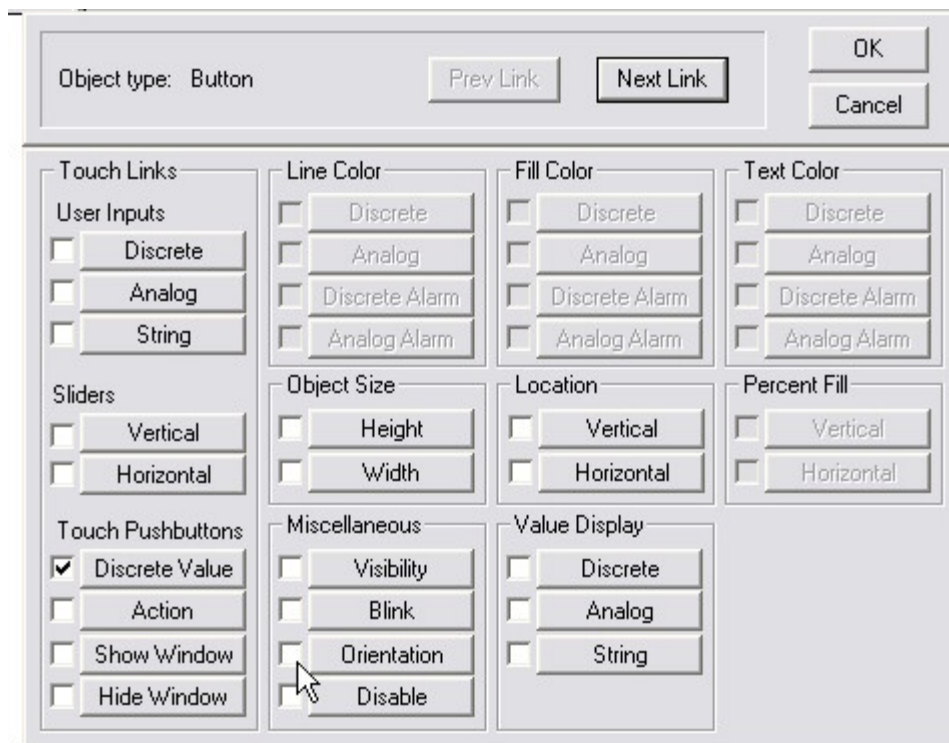 Object type: Button
Prev Link
Next Link
OK
Cancel
Touch Links
User Inputs
Discrete
Analog
String
Sliders
Vertical
Horizontal
Touch Pushbuttons
Discrete Value
Action
Show Window
Hide Window
Line Color
Discrete
Analog
Discrete Alarm
Analog Alarm
Object Size
Height
Width
Miscellaneous
Visibility
Blink
Orientation
Disable
Fill Color
Discrete
Analog
Discrete Alarm
Analog Alarm
Location
Vertical
Horizontal
Value Display
Discrete
Analog
String
Text Color
Discrete
Analog
Discrete Alarm
Analog Alarm
Percent Fill
Vertical
Horizontal